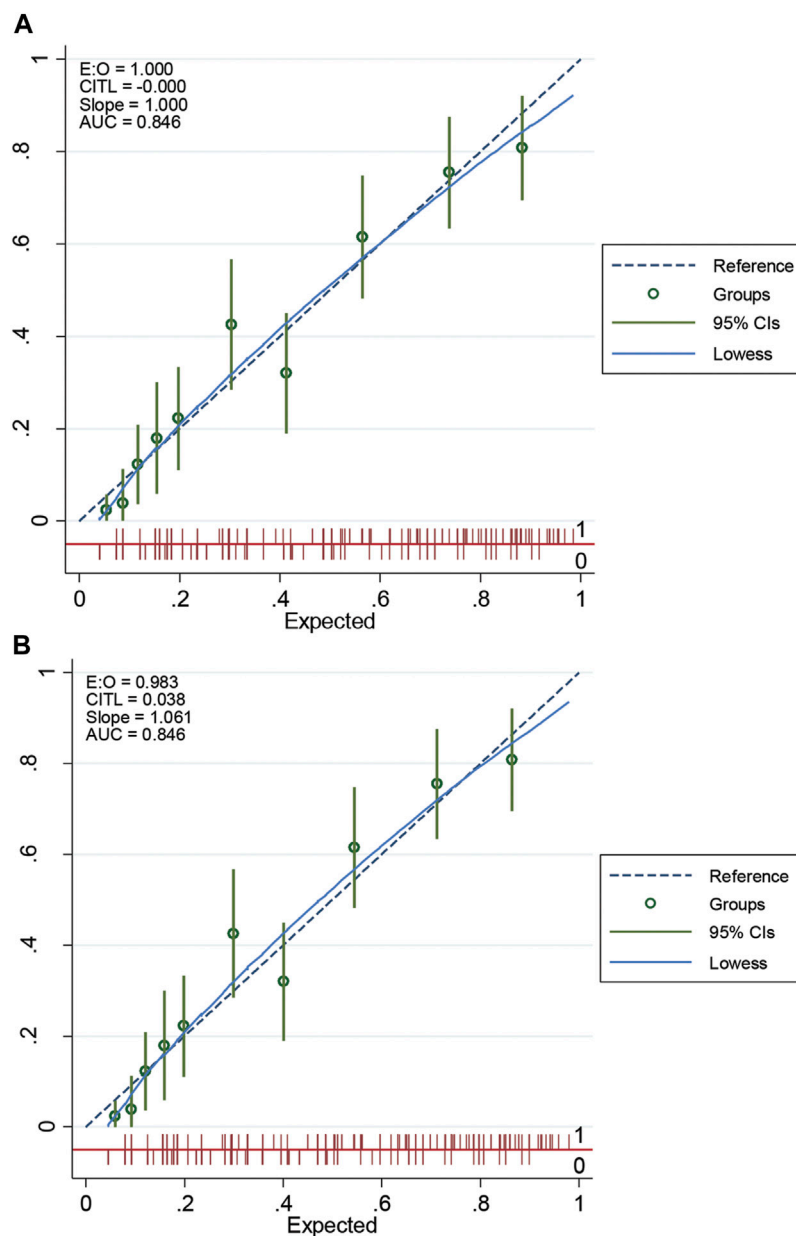 A
E:O = 1.000
CITL = -0.000
Slope = 1.000
AUC = 0.846
1
.8
.6
.4
.2
0
1
0
0 .2 .4 .6 .8 1
Expected
Reference
Groups
95% CIs
Lowess
B
E:O = 0.983
CITL = 0.038
Slope = 1.061
AUC = 0.846
1
.8
.6
.4
.2
0
1
0
0 .2 .4 .6 .8 1
Expected
Reference
Groups
95% CIs
Lowess